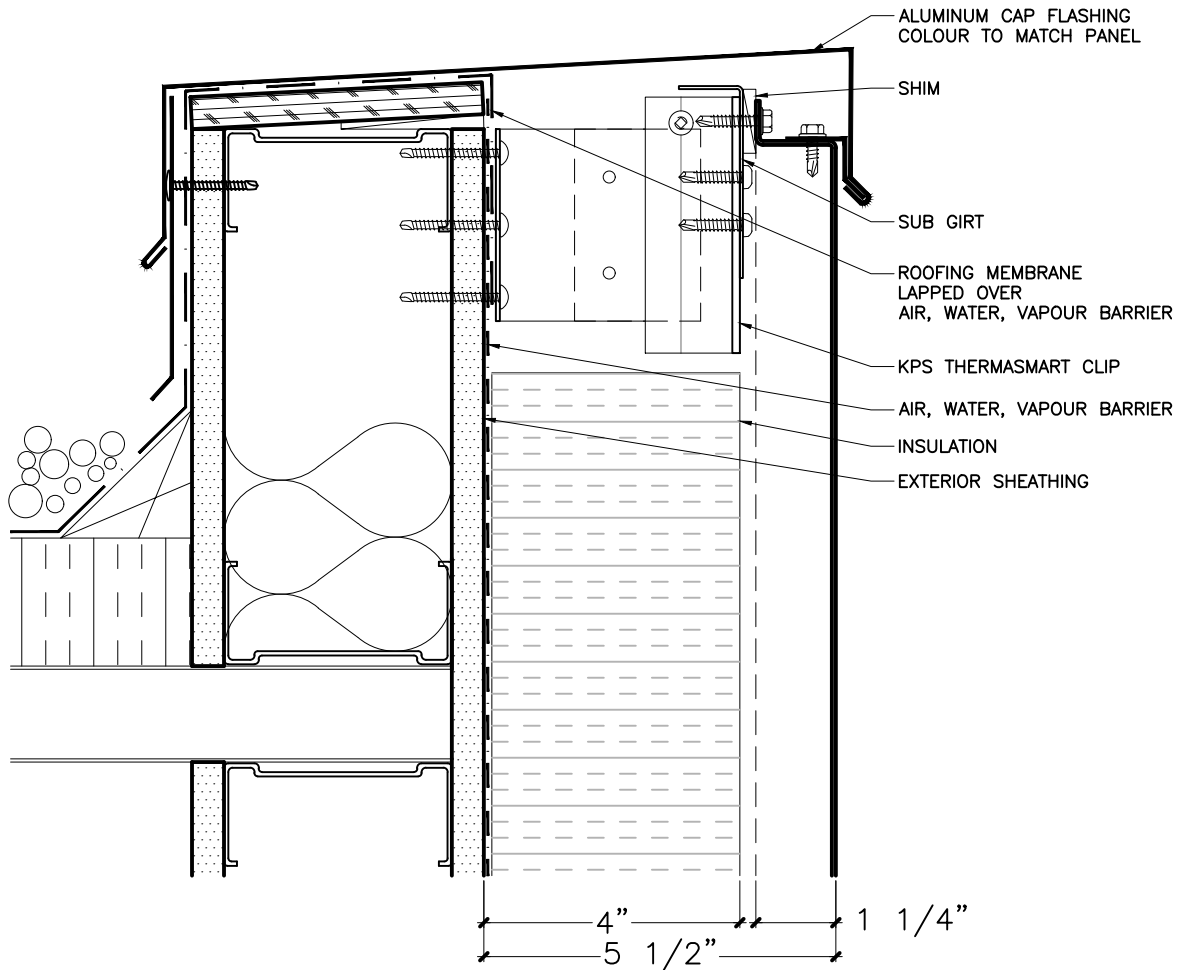 ALUMINUM CAP FLASHING
COLOUR TO MATCH PANEL
SHIM
SUB GIRT
ROOFING MEMBRANE
LAPPED OVER
AIR, WATER, VAPOUR BARRIER
KPS THERMASMART CLIP
AIR, WATER, VAPOUR BARRIER
INSULATION
EXTERIOR SHEATHING
4”
1 1/4”
5 1/2”